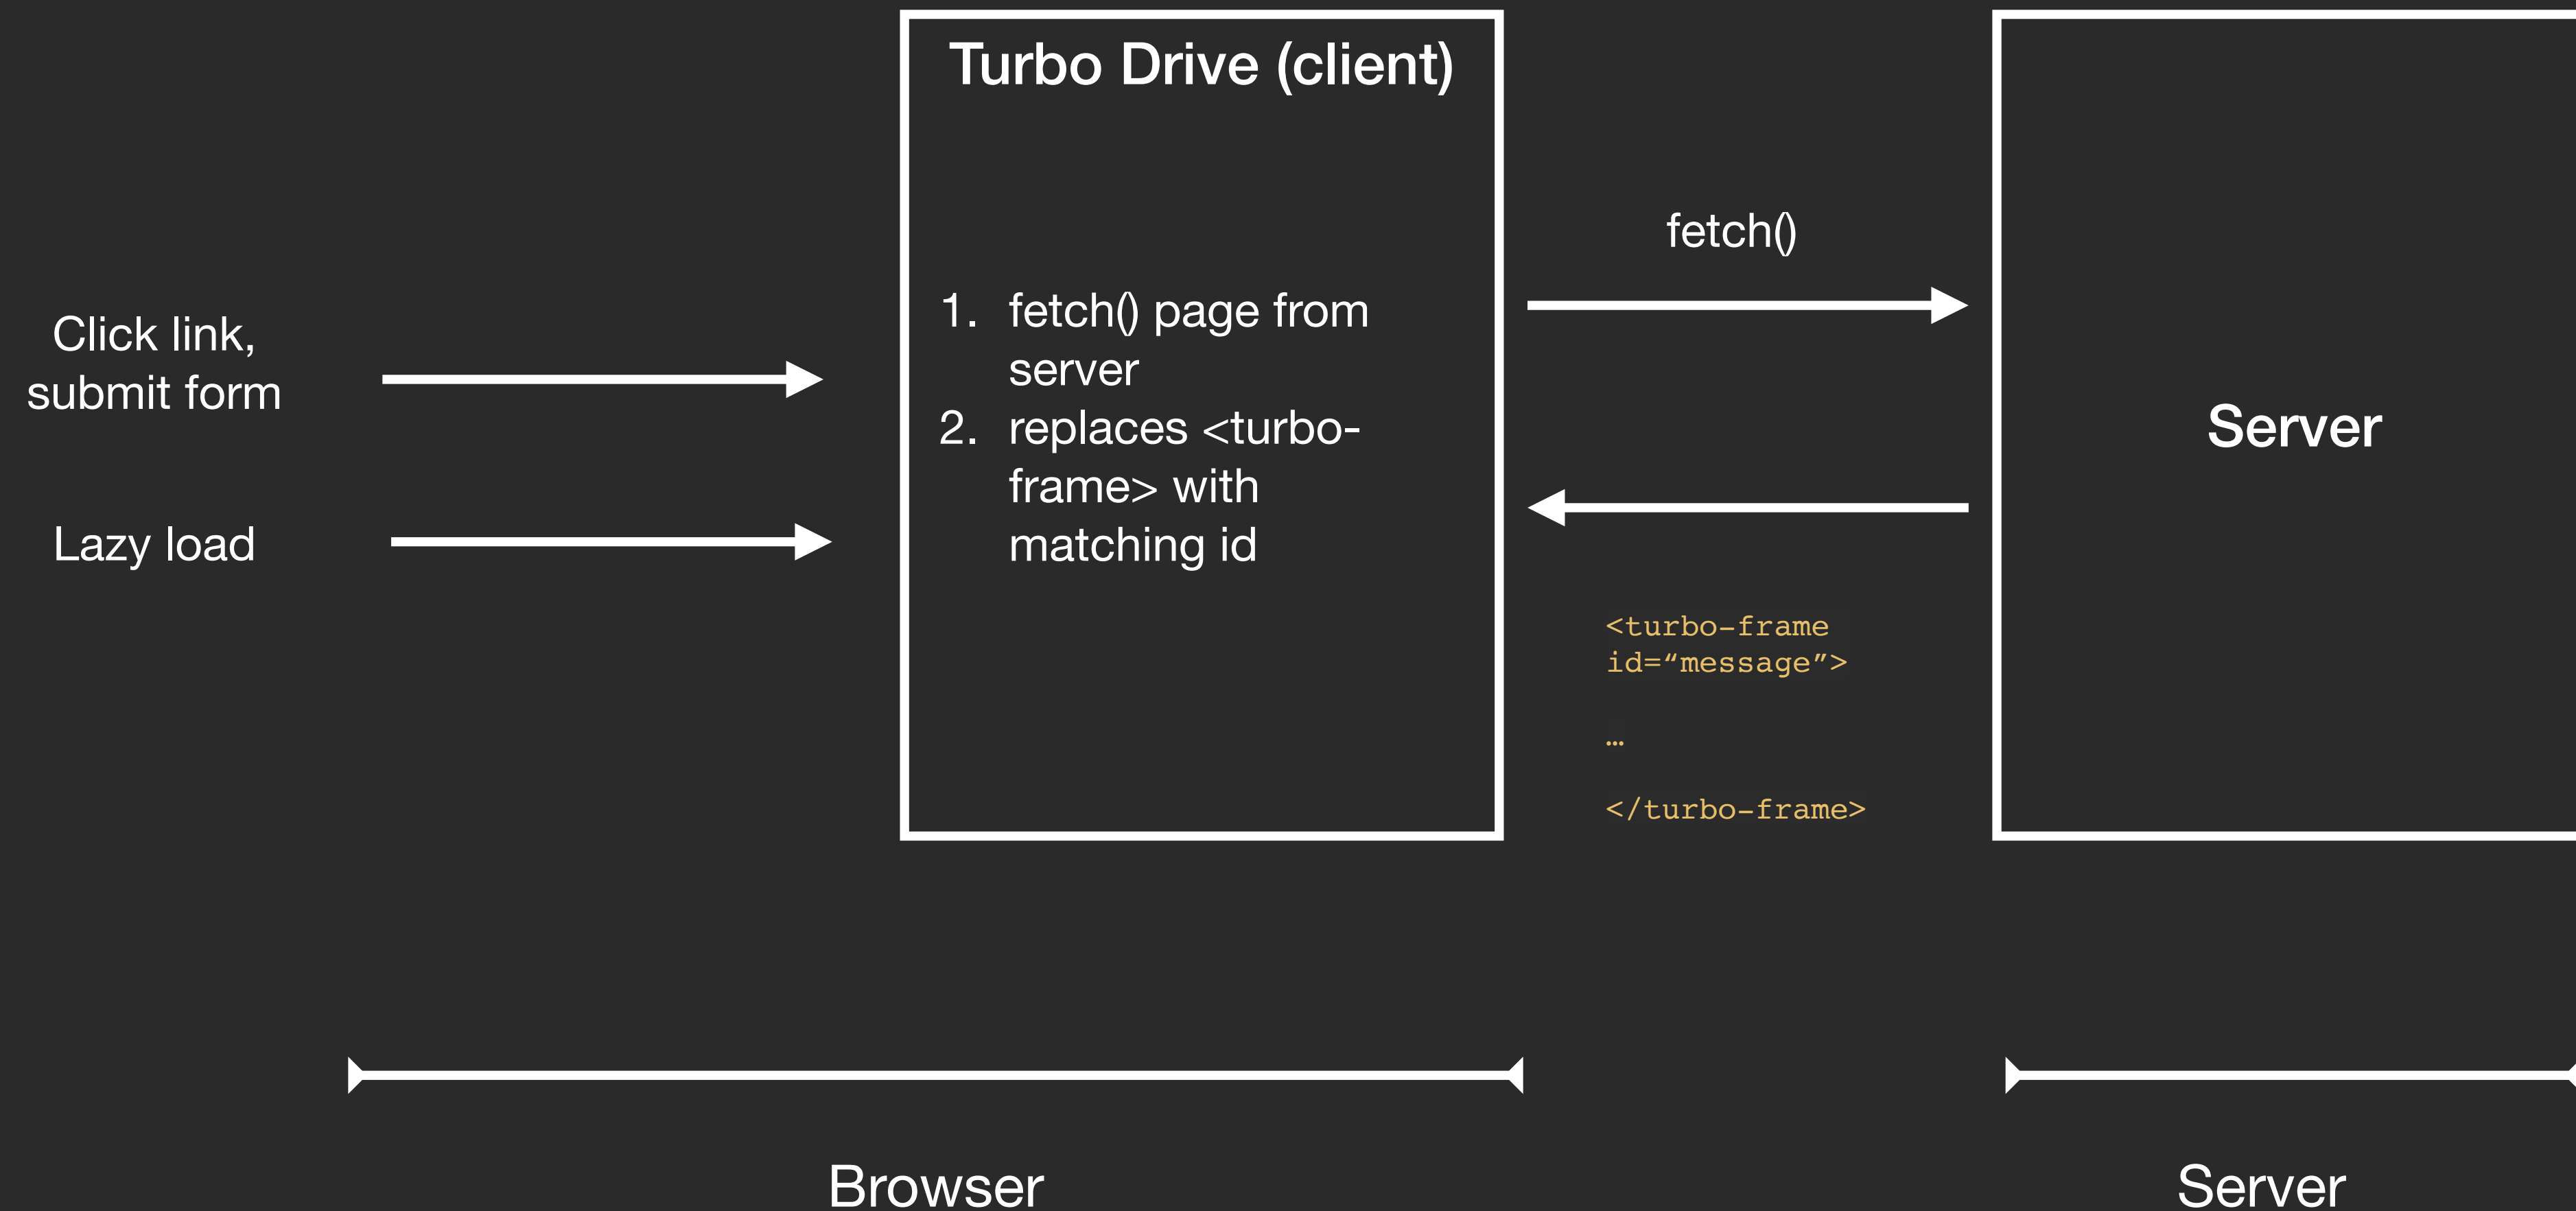 Turbo Drive (client)
fetch()
1. fetch() page from
server
2. replaces <turbo-
frame> with
matching id
Click link,
submit form
Lazy load
Server
<turbo-frame
id=“message”>
…
</turbo-frame>
Browser
Server